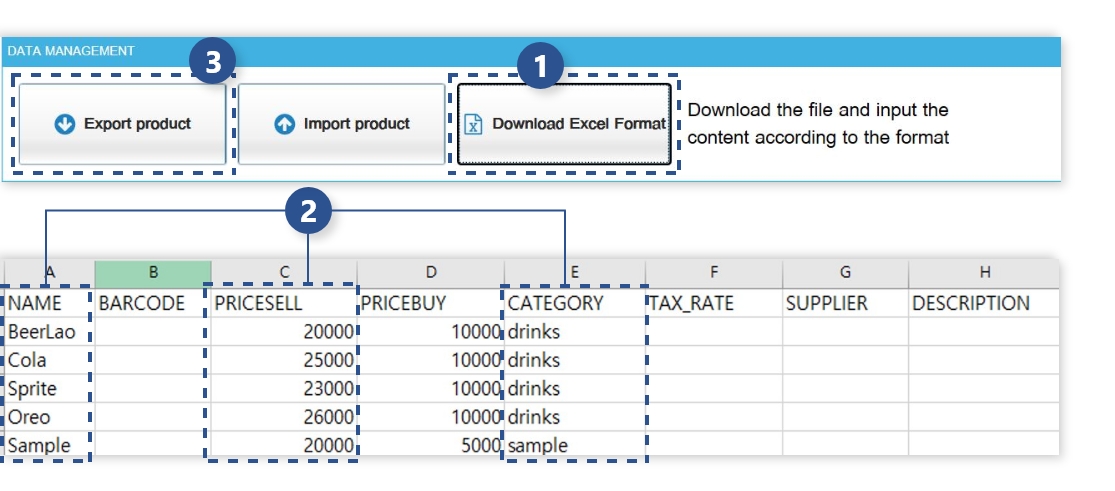 DATA MANAGEMENT
3
1
Export product
Import product
Download Excel Format
Download the file and input the
content according to the format
2
A B C D E F G H
NAME BARCODE PRICESELL PRICEBUY CATEGORY TAX_RATE SUPPLIER DESCRIPTION
BeerLao 20000 10000 drinks
Cola 25000 10000 drinks
Sprite 23000 10000 drinks
Oreo 26000 10000 drinks
Sample 20000 5000 sample